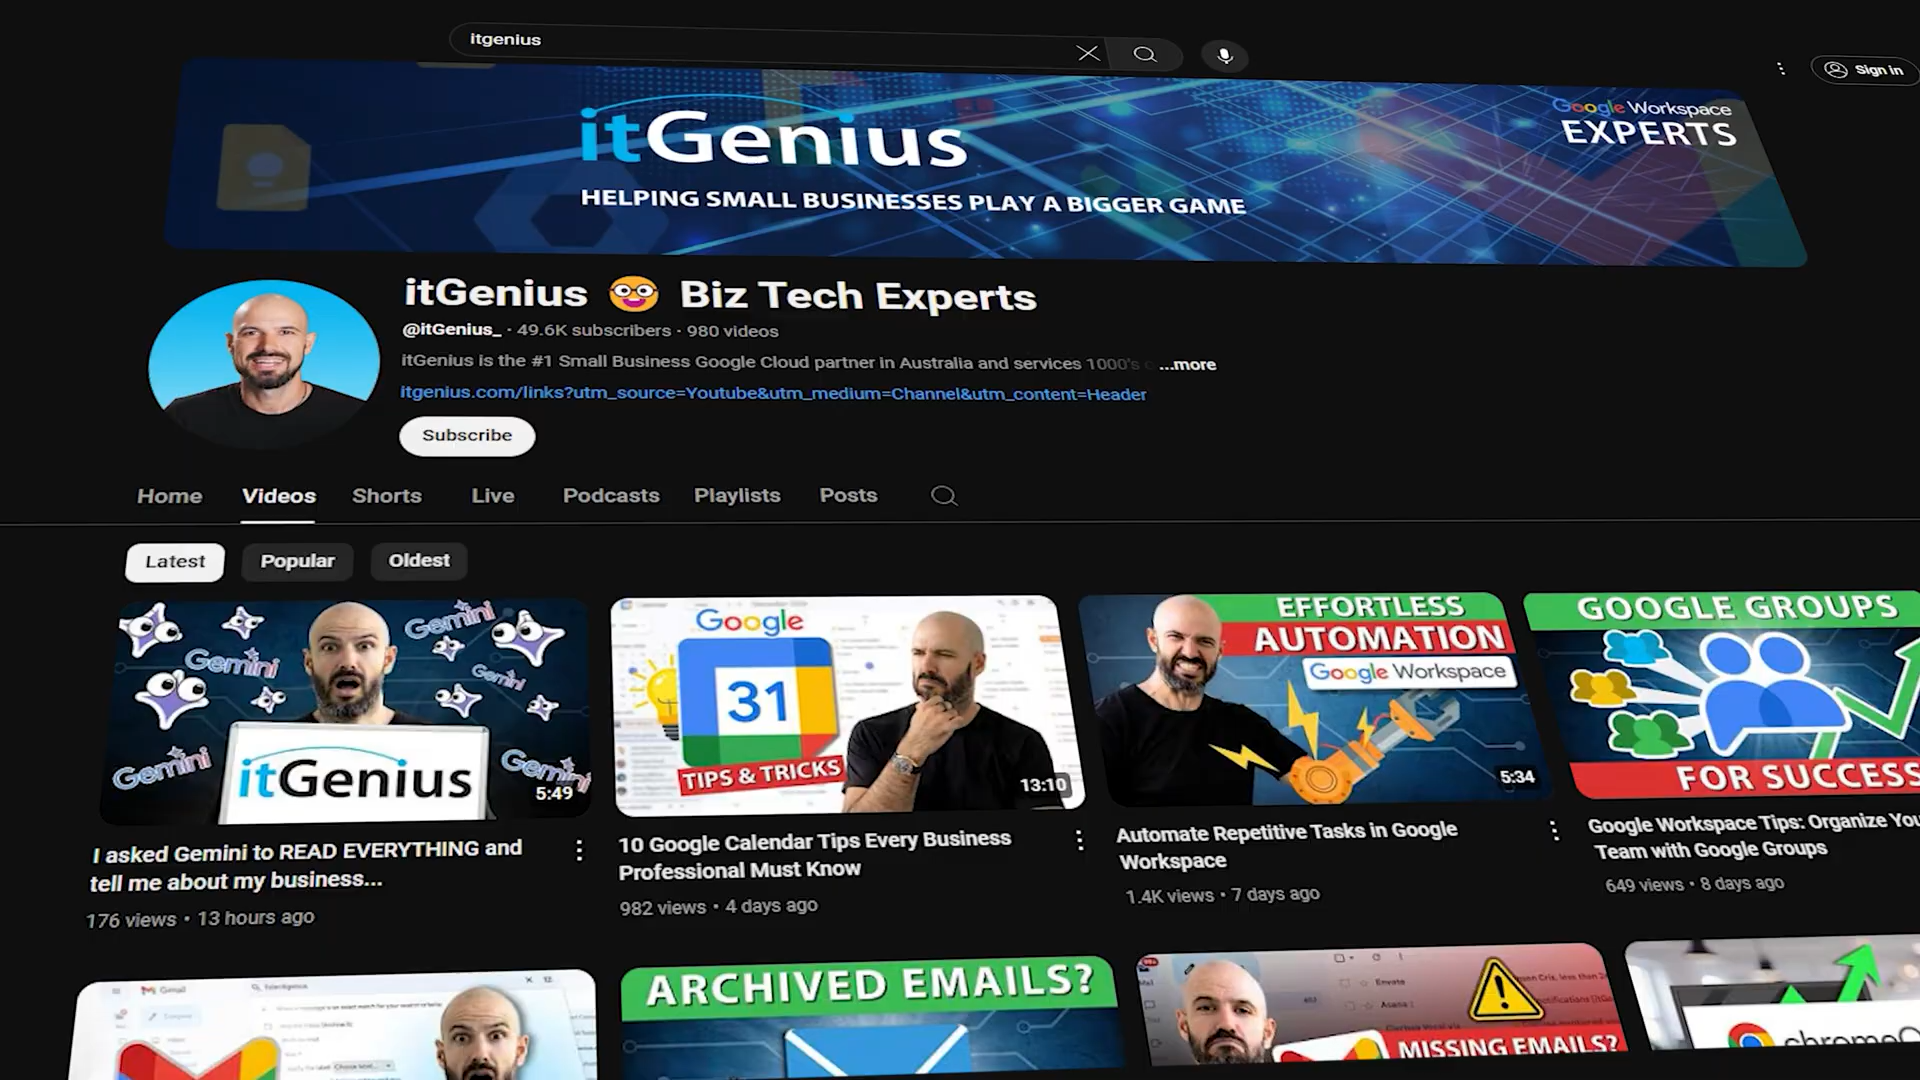 itgenius
Sign in
itGenius
HELPING SMALL BUSINESSES PLAY A BIGGER GAME
Google Workspace
EXPERTS
itGenius 🤓 Biz Tech Experts
@itGenius_ · 49.6K subscribers · 980 videos
itGenius is the #1 Small Business Google Cloud partner in Australia and services 1000's ...more
itgenius.com/links?utm_source=Youtube&utm_medium=Channel&utm_content=Header
Subscribe
Home Videos Shorts Live Podcasts Playlists Posts
Latest Popular Oldest
Gemini
Gemini
Gemini
Gemini
Gemini
itGenius
5:49
I asked Gemini to READ EVERYTHING and
tell me about my business...
176 views • 13 hours ago
Google
31
TIPS & TRICKS
13:10
10 Google Calendar Tips Every Business
Professional Must Know
982 views • 4 days ago
EFFORTLESS
AUTOMATION
Google Workspace
5:34
Automate Repetitive Tasks in Google
Workspace
1.4K views • 7 days ago
GOOGLE GROUPS
FOR SUCCESS
Google Workspace Tips: Organize You
Team with Google Groups
649 views • 8 days ago
Gmail
ARCHIVED EMAILS?
Envato
Asana
MISSING EMAILS?